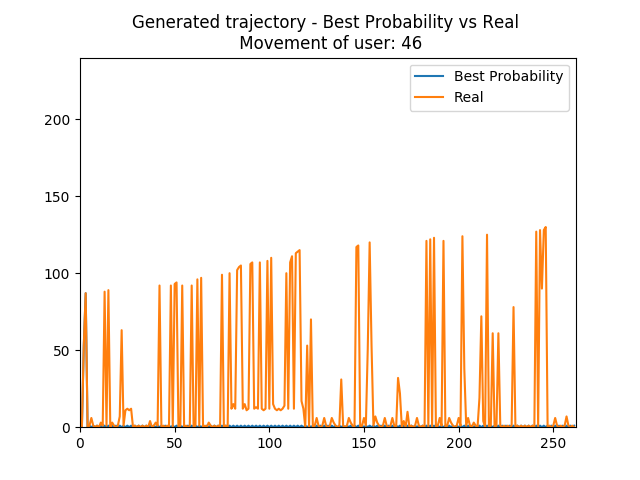 Generated trajectory - Best Probability vs Real
Movement of user: 46
Best Probability
Real
200
150
100
50
0
0 50 100 150 200 250